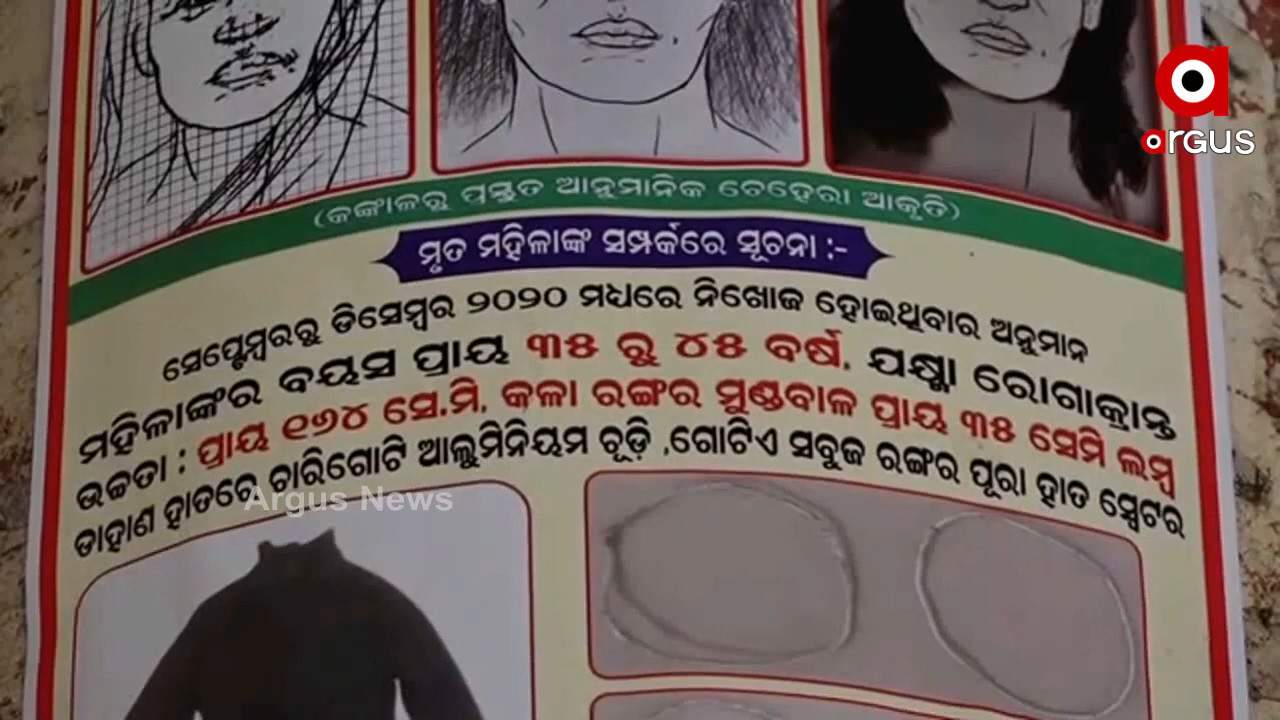 argus
(କଙ୍କାଳରୁ ପ୍ରସ୍ତୁତ ଆନୁମାନିକ ଚେହେରା ଆକୃତି)
ମୃତ ମହିଳାଙ୍କ ସମ୍ପର୍କରେ ସୂଚନା :-
ସେପ୍ଟେମ୍ବରରୁ ଡିସେମ୍ବର ୨୦୨୦ ମଧ୍ୟରେ ନିଖୋଜ ହୋଇଥିବାର ଅନୁମାନ
ମହିଳାଙ୍କର ବୟସ ପ୍ରାୟ ୩୫ ରୁ ୪୫ ବର୍ଷ, ଯକ୍ଷ୍ମା ରୋଗାକ୍ରାନ୍ତ
ଉଚ୍ଚତା : ପ୍ରାୟ ୧୬୪ ସେ.ମି, କଳା ରଙ୍ଗର ମୁଣ୍ଡବାଳ ପ୍ରାୟ ୩୫ ସେମି ଲମ୍ବ
ଡାହାଣ ହାତରେ ଚାରିଗୋଟି ଆଲୁମିନିୟମ ଚୂଡ଼ି ,ଗୋଟିଏ ସବୁଜ ରଙ୍ଗର ପୂରା ହାତ ସ୍ୱେଟର
Argus News